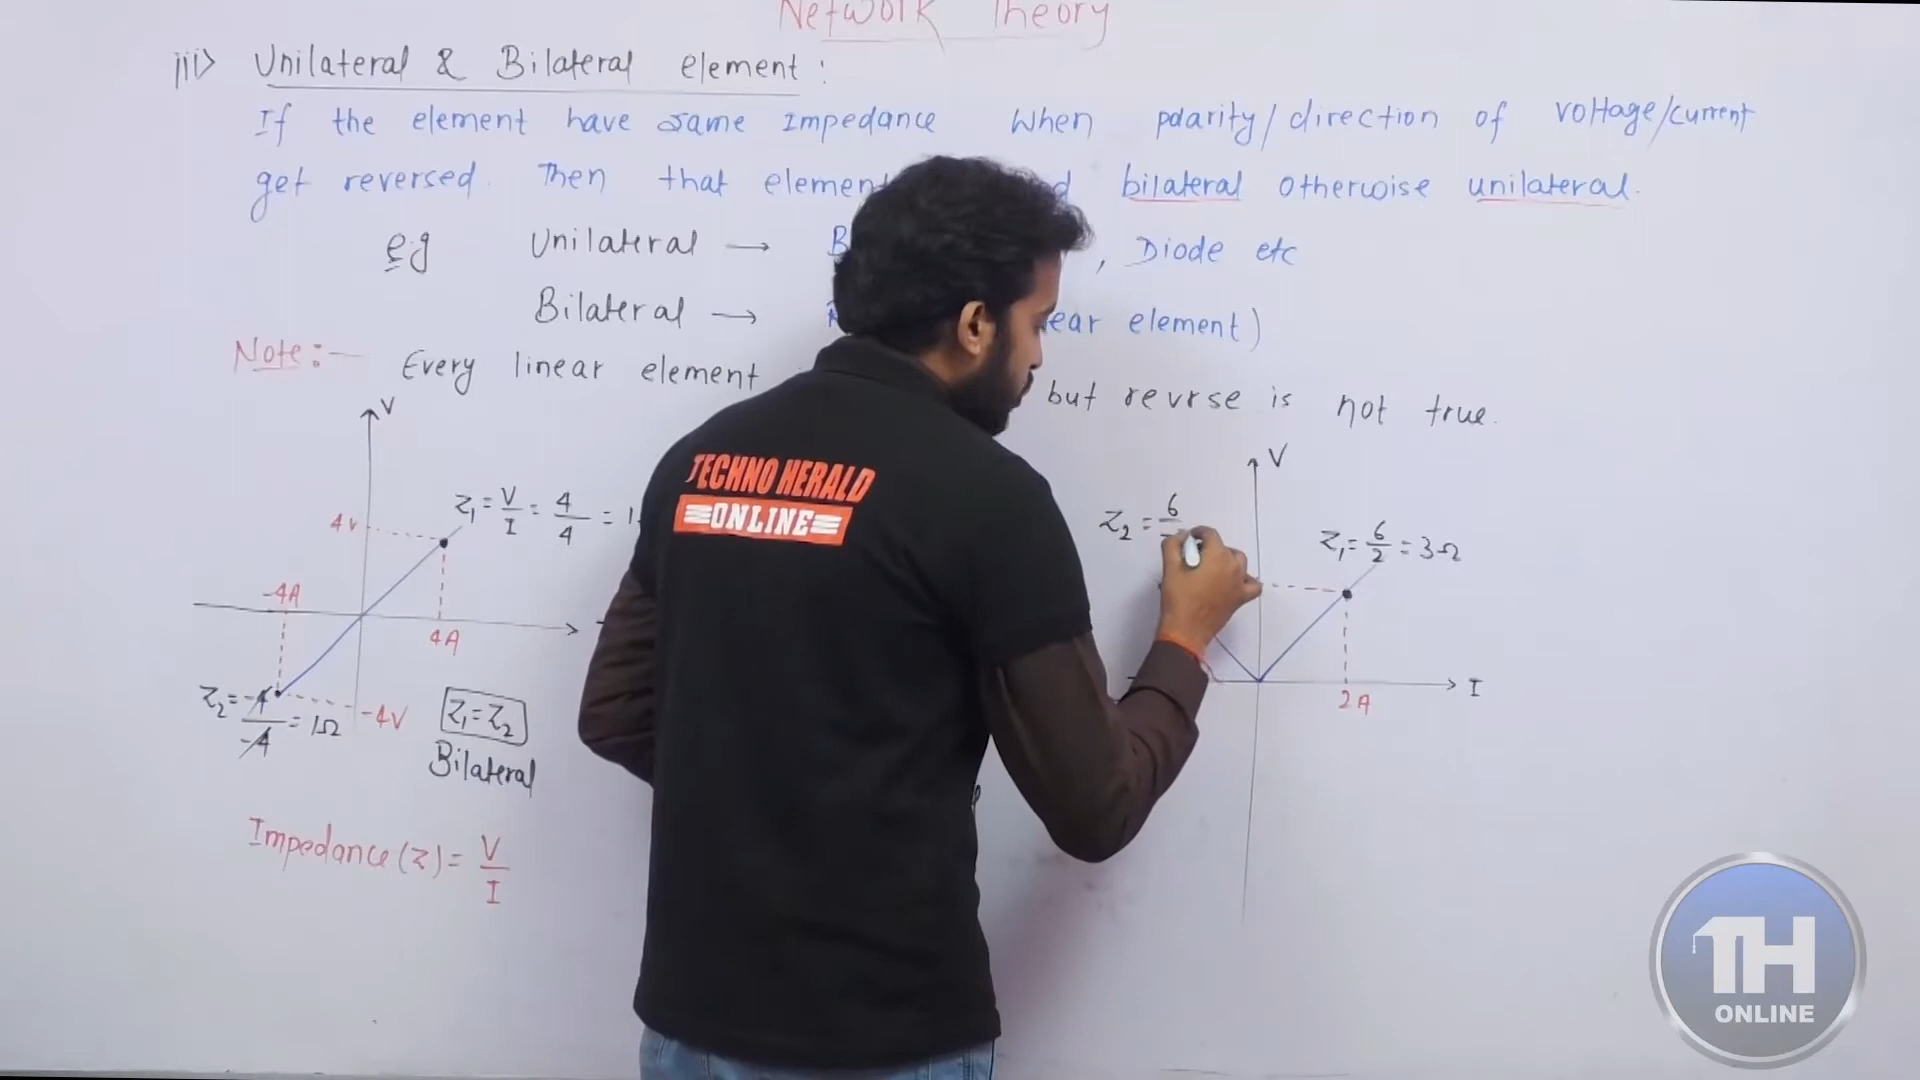 Network Theory
iii> Unilateral & Bilateral element :
If the element have same Impedance When polarity/direction of voltage/current
get reversed. Then that element bilateral otherwise unilateral.
e.g Unilateral → , Diode etc
Bilateral → element)
Note:- Every linear element but revrse is not true.
V
Z1 = V/I = 4/4 = 1
4v
-4A
4A
Z2 = -4/-4 = 1Ω
-4V
Z1 = Z2
Bilateral
Impedance (Z) = V/I
V
Z2 = 6/
Z1 = 6/2 = 3Ω
I
2A
TECHNO HERALD
ONLINE
TH
ONLINE